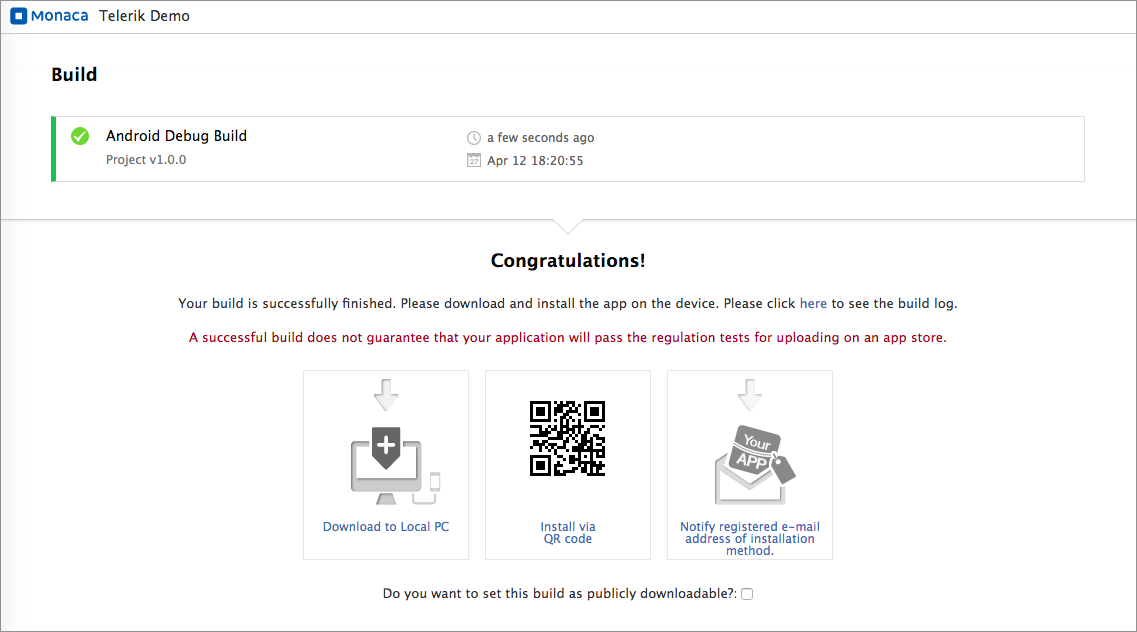 Monaca Telerik Demo
Build
Android Debug Build
a few seconds ago
Project v1.0.0
27 Apr 12 18:20:55
Congratulations!
Your build is successfully finished. Please download and install the app on the device. Please click here to see the build log.
A successful build does not guarantee that your application will pass the regulation tests for uploading on an app store.
Your
APP
Download to Local PC
Install via
QR code
Notify registered e-mail
address of installation
method.
Do you want to set this build as publicly downloadable?: